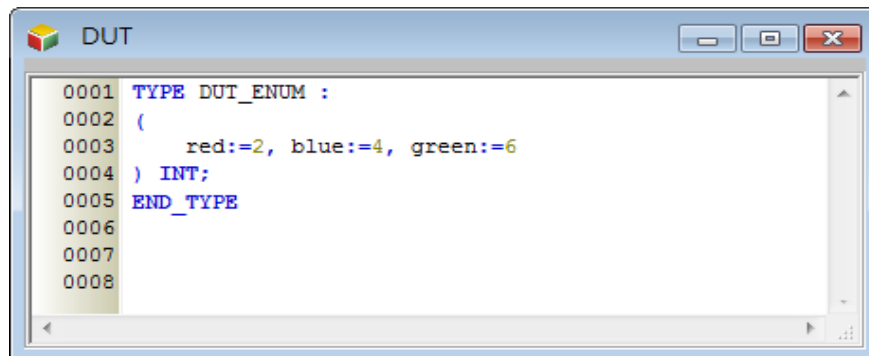 DUT
0001 TYPE DUT_ENUM :
0002 (
0003     red:=2, blue:=4, green:=6
0004 ) INT;
0005 END_TYPE
0006
0007
0008